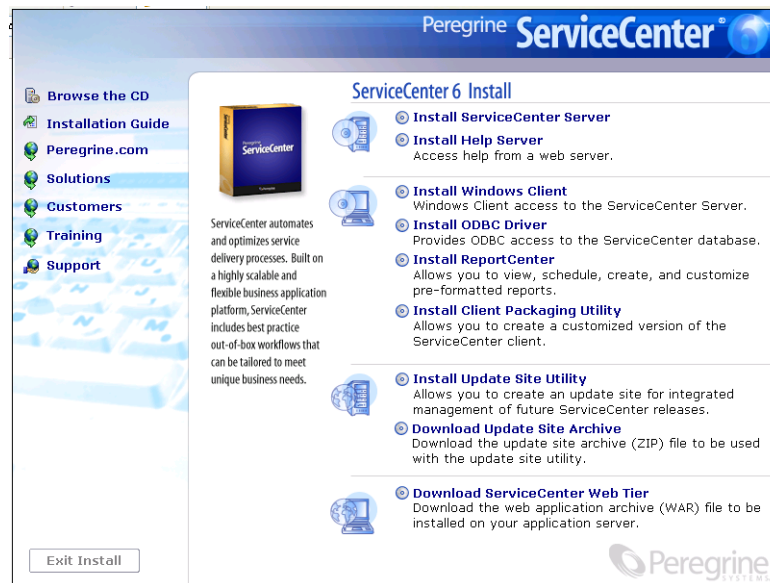 Peregrine ServiceCenter®
Browse the CD
Installation Guide
Peregrine.com
Solutions
Customers
Training
Support
Exit Install
Peregrine
ServiceCenter
ServiceCenter automates
and optimizes service
delivery processes. Built on
a highly scalable and
flexible business application
platform, ServiceCenter
includes best practice
out-of-box workflows that
can be tailored to meet
unique business needs.
ServiceCenter 6 Install
Install ServiceCenter Server
Install Help Server
Access help from a web server.
Install Windows Client
Windows Client access to the ServiceCenter Server.
Install ODBC Driver
Provides ODBC access to the ServiceCenter database.
Install ReportCenter
Allows you to view, schedule, create, and customize
pre-formatted reports.
Install Client Packaging Utility
Allows you to create a customized version of the
ServiceCenter client.
Install Update Site Utility
Allows you to create an update site for integrated
management of future ServiceCenter releases.
Download Update Site Archive
Download the update site archive (ZIP) file to be used
with the update site utility.
Download ServiceCenter Web Tier
Download the web application archive (WAR) file to be
installed on your application server.
Peregrine
SYSTEMS